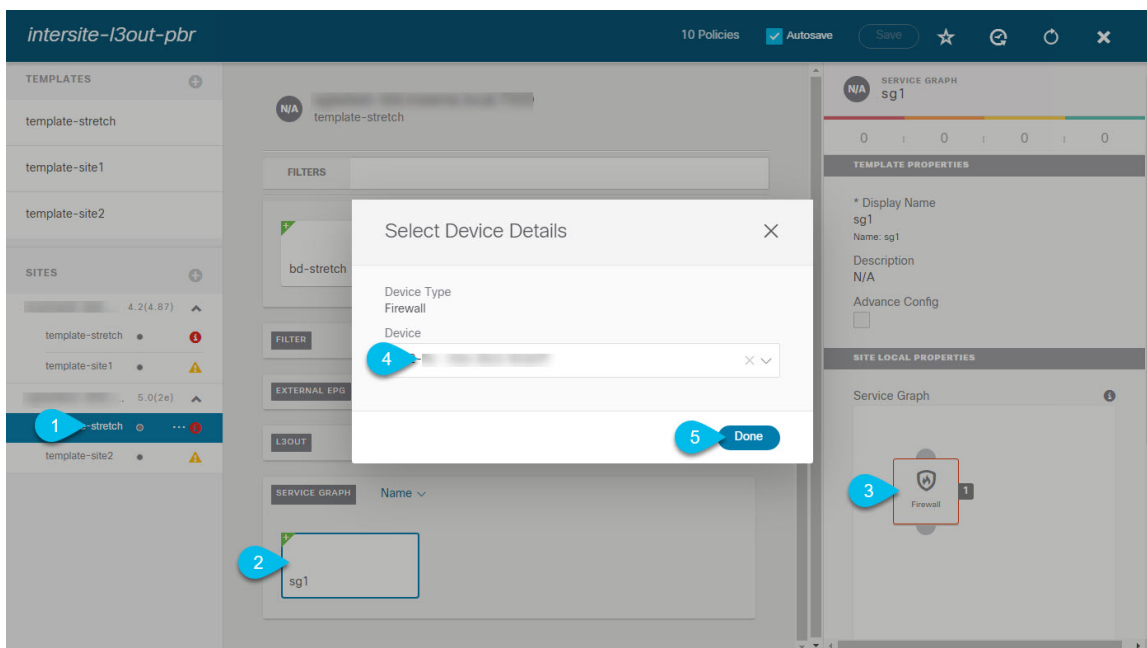 intersite-l3out-pbr
10 Policies
Autosave
Save
TEMPLATES
template-stretch
template-site1
template-site2
SITES
4.2(4.87)
template-stretch
template-site1
5.0(2e)
1
e-stretch
template-site2
N/A
template-stretch
FILTERS
bd-stretch
FILTER
EXTERNAL EPG
L3OUT
SERVICE GRAPH Name
2
sg1
Select Device Details
Device Type
Firewall
Device
4
5 Done
N/A
SERVICE GRAPH
sg1
0 0 0 0
TEMPLATE PROPERTIES
* Display Name
sg1
Name: sg1
Description
N/A
Advance Config
SITE LOCAL PROPERTIES
Service Graph
3
Firewall
1